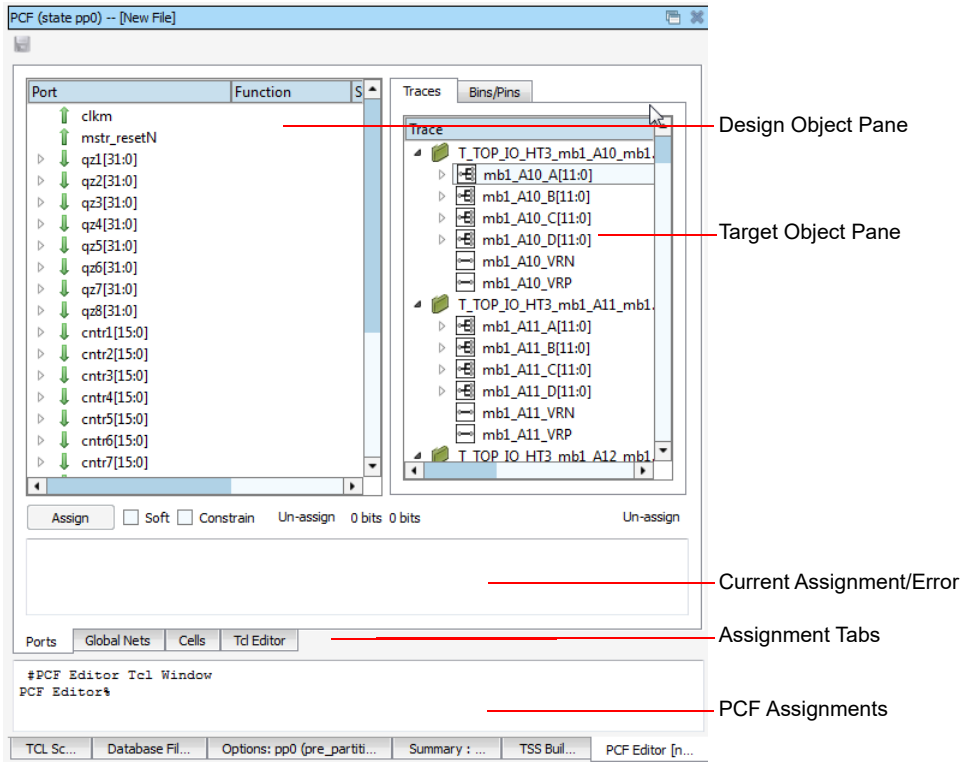 PCF (state pp0) -- [New File]
Port Function S
clkm
mstr_resetN
qz1[31:0]
qz2[31:0]
qz3[31:0]
qz4[31:0]
qz5[31:0]
qz6[31:0]
qz7[31:0]
qz8[31:0]
cntr1[15:0]
cntr2[15:0]
cntr3[15:0]
cntr4[15:0]
cntr5[15:0]
cntr6[15:0]
cntr7[15:0]
Traces Bins/Pins
Trace
T_TOP_IO_HT3_mb1_A10_mb1.
mb1_A10_A[11:0]
mb1_A10_B[11:0]
mb1_A10_C[11:0]
mb1_A10_D[11:0]
mb1_A10_VRN
mb1_A10_VRP
T_TOP_IO_HT3_mb1_A11_mb1.
mb1_A11_A[11:0]
mb1_A11_B[11:0]
mb1_A11_C[11:0]
mb1_A11_D[11:0]
mb1_A11_VRN
mb1_A11_VRP
T_TOP_IO_HT3_mb1_A12_mb1.
Design Object Pane
Target Object Pane
Assign Soft Constrain Un-assign 0 bits 0 bits Un-assign
Current Assignment/Error
Ports Global Nets Cells Tcl Editor
Assignment Tabs
#PCF Editor Tcl Window
PCF Editor%
PCF Assignments
TCL Sc... Database Fil... Options: pp0 (pre_partiti... Summary : ... TSS Buil... PCF Editor [n...